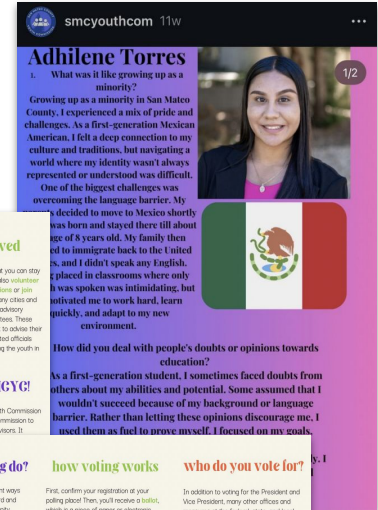 smcyouthcom 11w
1/2
Adhilene Torres
1. What was it like growing up as a
minority?
Growing up as a minority in San Mateo
County, I experienced a mix of pride and
challenges. As a first-generation Mexican
American, I felt a deep connection to my
culture and traditions, but navigating a
world where my identity wasn't always
represented or understood was difficult.
One of the biggest challenges was
overcoming the language barrier. My
decided to move to Mexico shortly
was born and stayed there till about
age of 8 years old. My family then
to immigrate back to the United
and I didn't speak any English.
placed in classrooms where only
was spoken was intimidating, but
motivated me to work hard, learn
quickly, and adapt to my new
environment.
How did you deal with people's doubts or opinions towards
education?
As a first-generation student, I sometimes faced doubts from
others about my abilities and potential. Some assumed that I
wouldn't succeed because of my background or language
barrier. Rather than letting these opinions discourage me, I
used them as fuel to prove myself. I focused on my goals,
I
t you can stay
also volunteer
or join
many cities and
advisory
These
to advise their
officials
the youth in
CYC!
th Commission
mmission to
It
do?
ways
and
how voting works
First, confirm your registration at your
polling place! Then, you'll receive a ballot,
who do you vote for?
In addition to voting for the President and
Vice President, many other offices and